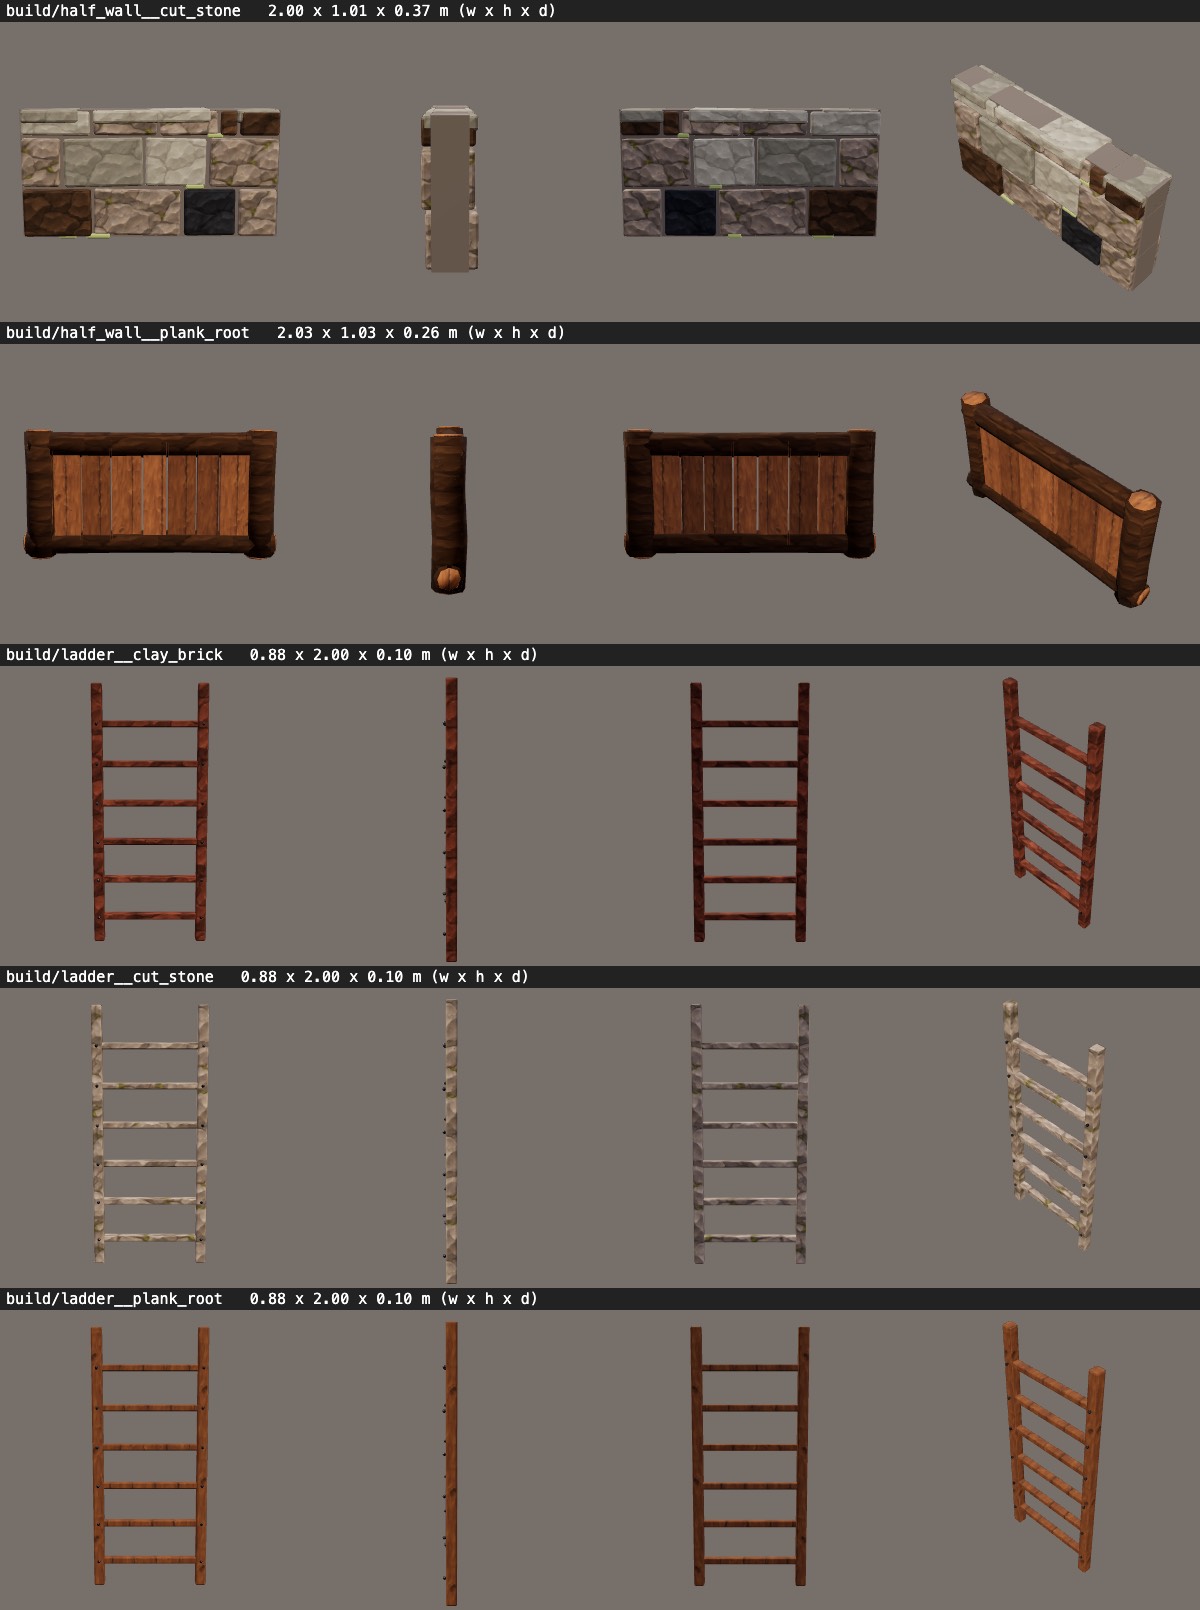 build/half_wall__cut_stone   2.00 x 1.01 x 0.37 m (w x h x d)
build/half_wall__plank_root   2.03 x 1.03 x 0.26 m (w x h x d)
build/ladder__clay_brick   0.88 x 2.00 x 0.10 m (w x h x d)
build/ladder__cut_stone   0.88 x 2.00 x 0.10 m (w x h x d)
build/ladder__plank_root   0.88 x 2.00 x 0.10 m (w x h x d)